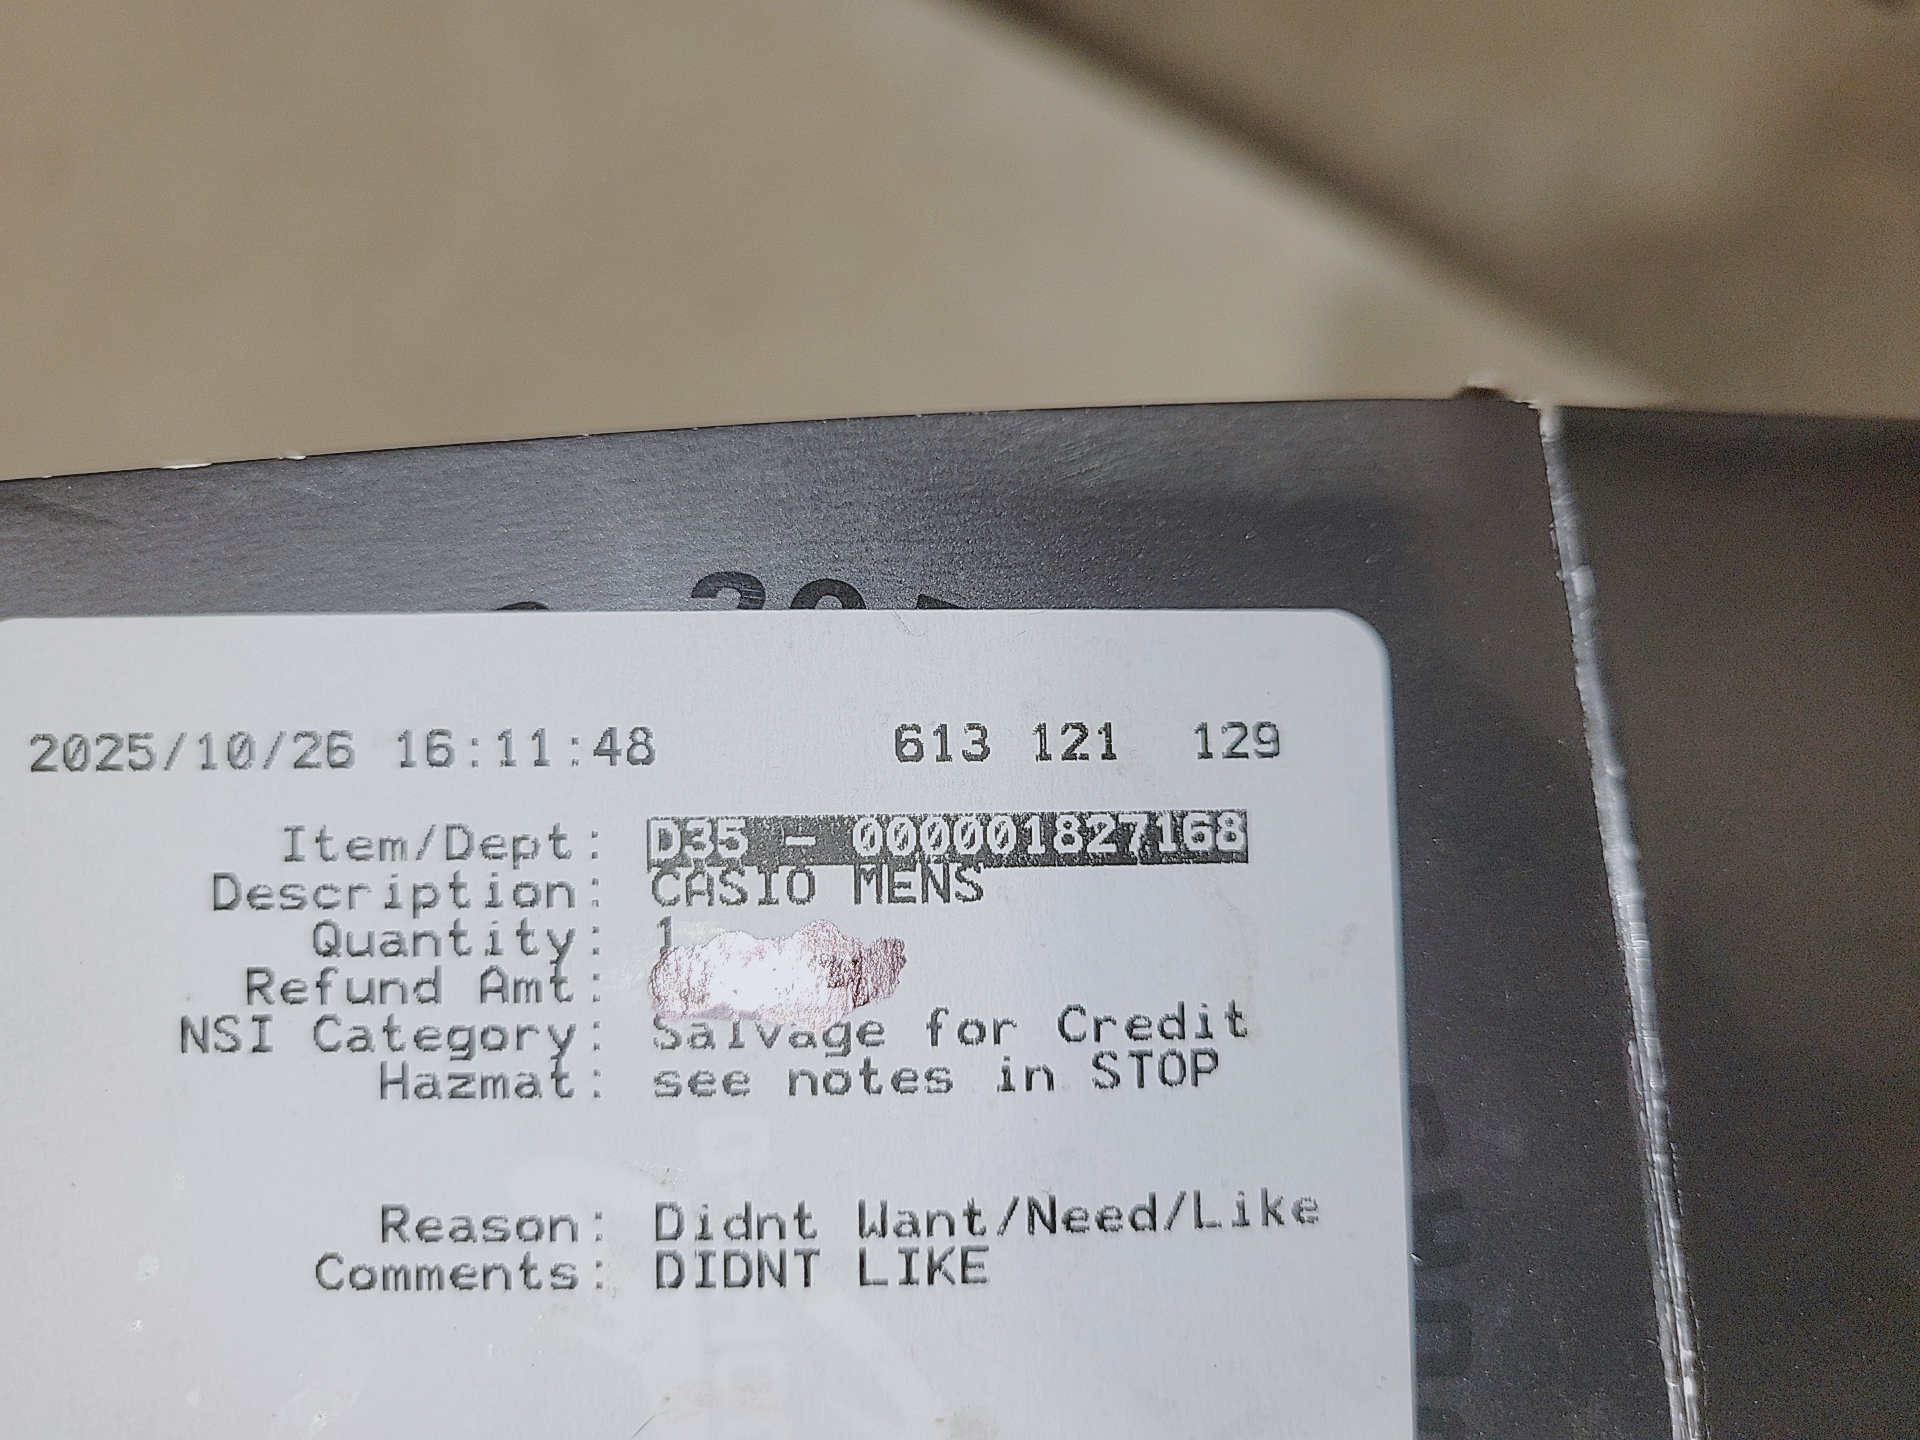 2025/10/26 16:11:48 613 121 129
Item/Dept: D35 - 000001827168
Description: CASIO MENS
Quantity: 1
Refund Amt:
NSI Category: Salvage for Credit
Hazmat: see notes in STOP
Reason: Didnt Want/Need/Like
Comments: DIDNT LIKE